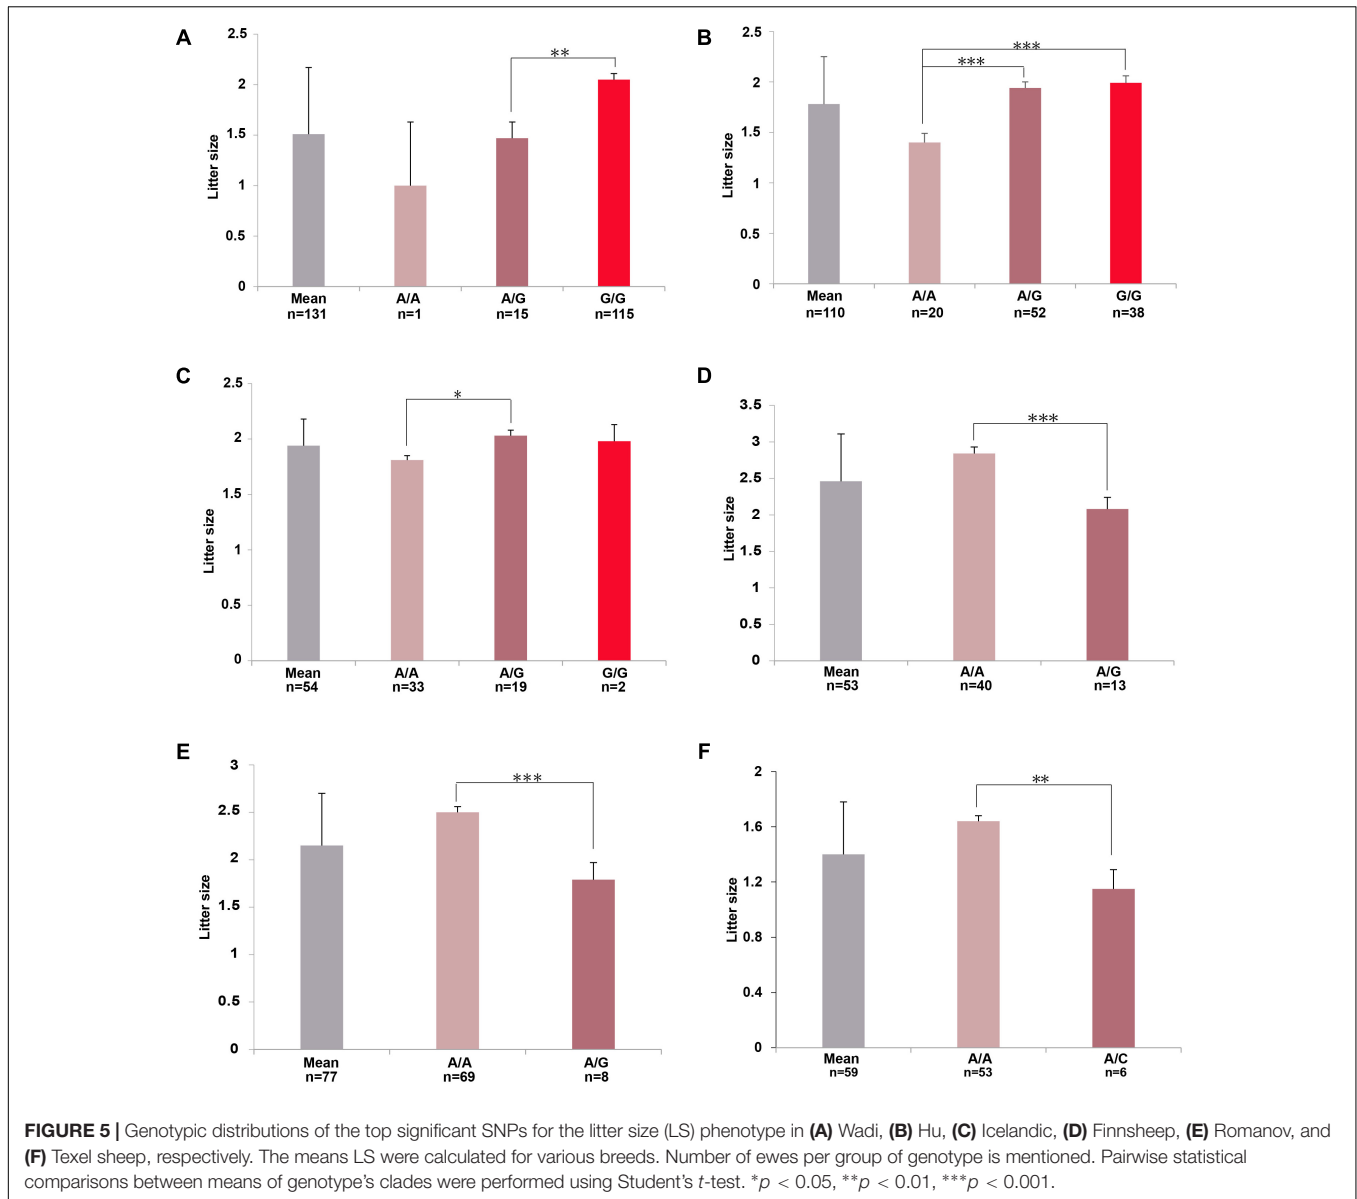 A
2.5
2
1.5
1
0.5
0
Litter size
**
Mean A/A A/G G/G
n=131 n=1 n=15 n=115
B
2.5
2
1.5
1
0.5
0
Litter size
***
***
Mean A/A A/G G/G
n=110 n=20 n=52 n=38
C
2.5
2
1.5
1
0.5
0
Litter size
*
Mean A/A A/G G/G
n=54 n=33 n=19 n=2
D
3.5
3
2.5
2
1.5
1
0.5
0
Litter size
***
Mean A/A A/G
n=53 n=40 n=13
E
3
2.5
2
1.5
1
0.5
0
Litter size
***
Mean A/A A/G
n=77 n=69 n=8
F
2
1.6
1.2
0.8
0.4
0
Litter size
**
Mean A/A A/C
n=59 n=53 n=6
FIGURE 5 | Genotypic distributions of the top significant SNPs for the litter size (LS) phenotype in (A) Wadi, (B) Hu, (C) Icelandic, (D) Finnsheep, (E) Romanov, and
(F) Texel sheep, respectively. The means LS were calculated for various breeds. Number of ewes per group of genotype is mentioned. Pairwise statistical
comparisons between means of genotype's clades were performed using Student's t-test. *p < 0.05, **p < 0.01, ***p < 0.001.